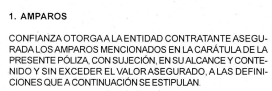 1. AMPAROS
CONFIANZA OTORGA A LA ENTIDAD CONTRATANTE ASEGU-
RADA LOS AMPAROS MENCIONADOS EN LA CARÁTULA DE LA
PRESENTE PÓLIZA, CON SUJECIÓN, EN SU ALCANCE Y CONTE-
NIDO Y SIN EXCEDER EL VALOR ASEGURADO, A LAS DEFINI-
CIONES QUE A CONTINUACIÓN SE ESTIPULAN.